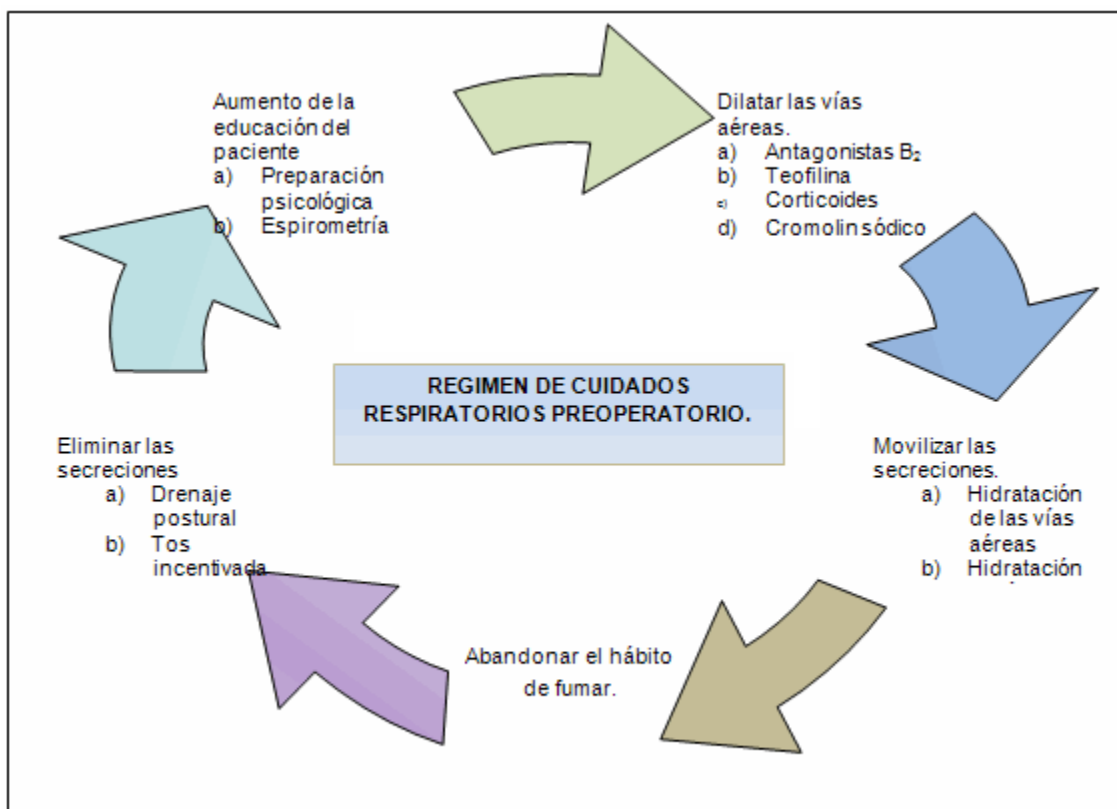 Aumento de la
educación del
paciente
a) Preparación
psicológica
b) Espirometría
Dilatar las vías
aéreas.
a) Antagonistas B₂
b) Teofilina
c) Corticoides
d) Cromolin sódico
REGIMEN DE CUIDADOS
RESPIRATORIOS PREOPERATORIO.
Movilizar las
secreciones.
a) Hidratación
de las vías
aéreas
b) Hidratación
Abandonar el hábito
de fumar.
Eliminar las
secreciones
a) Drenaje
postural
b) Tos
incentivada